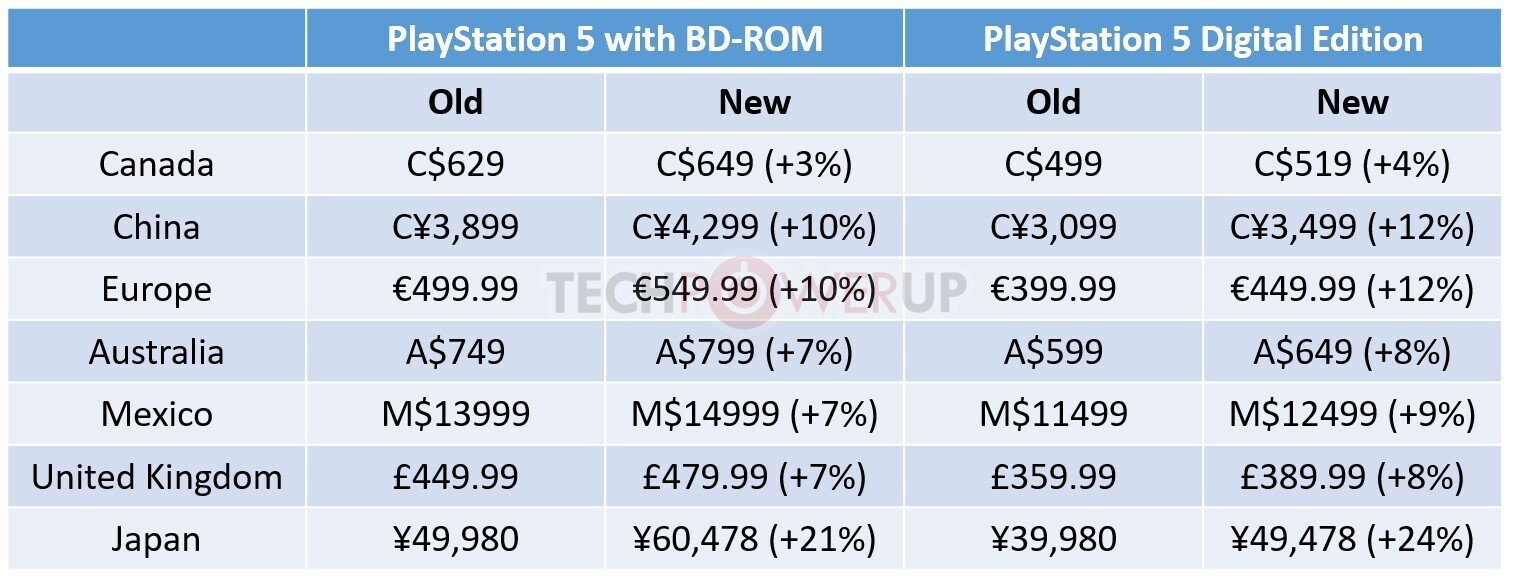 PlayStation 5 with BD-ROM PlayStation 5 Digital Edition
Old New Old New
Canada C$629 C$649 (+3%) C$499 C$519 (+4%)
China C¥3,899 C¥4,299 (+10%) C¥3,099 C¥3,499 (+12%)
Europe €499.99 €549.99 (+10%) €399.99 €449.99 (+12%)
TECHPOWERUP
Australia A$749 A$799 (+7%) A$599 A$649 (+8%)
Mexico M$13999 M$14999 (+7%) M$11499 M$12499 (+9%)
United Kingdom £449.99 £479.99 (+7%) £359.99 £389.99 (+8%)
Japan ¥49,980 ¥60,478 (+21%) ¥39,980 ¥49,478 (+24%)